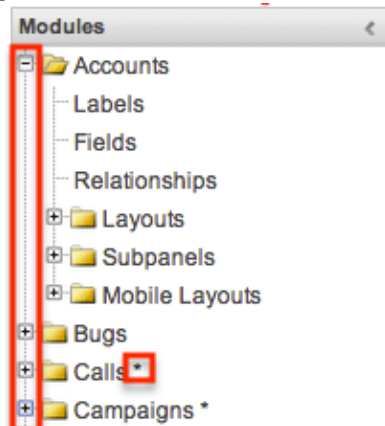 Modules
Accounts
Labels
Fields
Relationships
Layouts
Subpanels
Mobile Layouts
Bugs
Calls *
Campaigns *